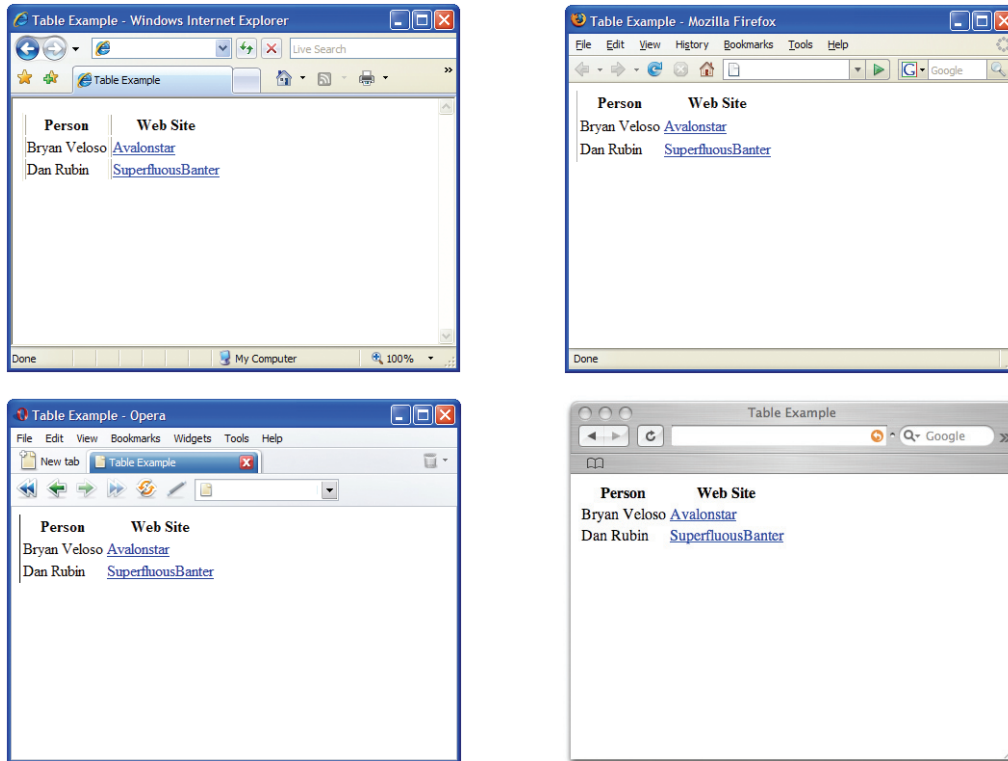 Table Example - Windows Internet Explorer
Live Search
Table Example
»
Person Web Site
Bryan Veloso Avalonstar
Dan Rubin SuperfluousBanter
Done My Computer 100%
Table Example - Mozilla Firefox
File Edit View History Bookmarks Tools Help
G Google
Person Web Site
Bryan Veloso Avalonstar
Dan Rubin SuperfluousBanter
Done
Table Example - Opera
File Edit View Bookmarks Widgets Tools Help
New tab Table Example
Person Web Site
Bryan Veloso Avalonstar
Dan Rubin SuperfluousBanter
Table Example
Google »
Person Web Site
Bryan Veloso Avalonstar
Dan Rubin SuperfluousBanter